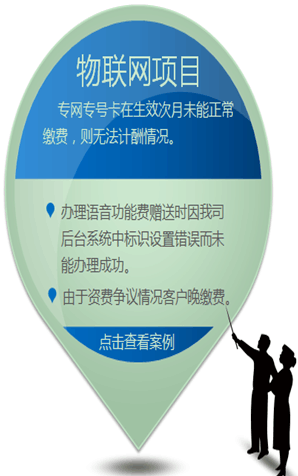 物联网项目
专网专号卡在生效次月未能正常
缴费，则无法计酬情况。
办理语音功能费赠送时因我司
后台系统中标识设置错误而未
能办理成功。
由于资费争议情况客户晚缴费。
点击查看案例